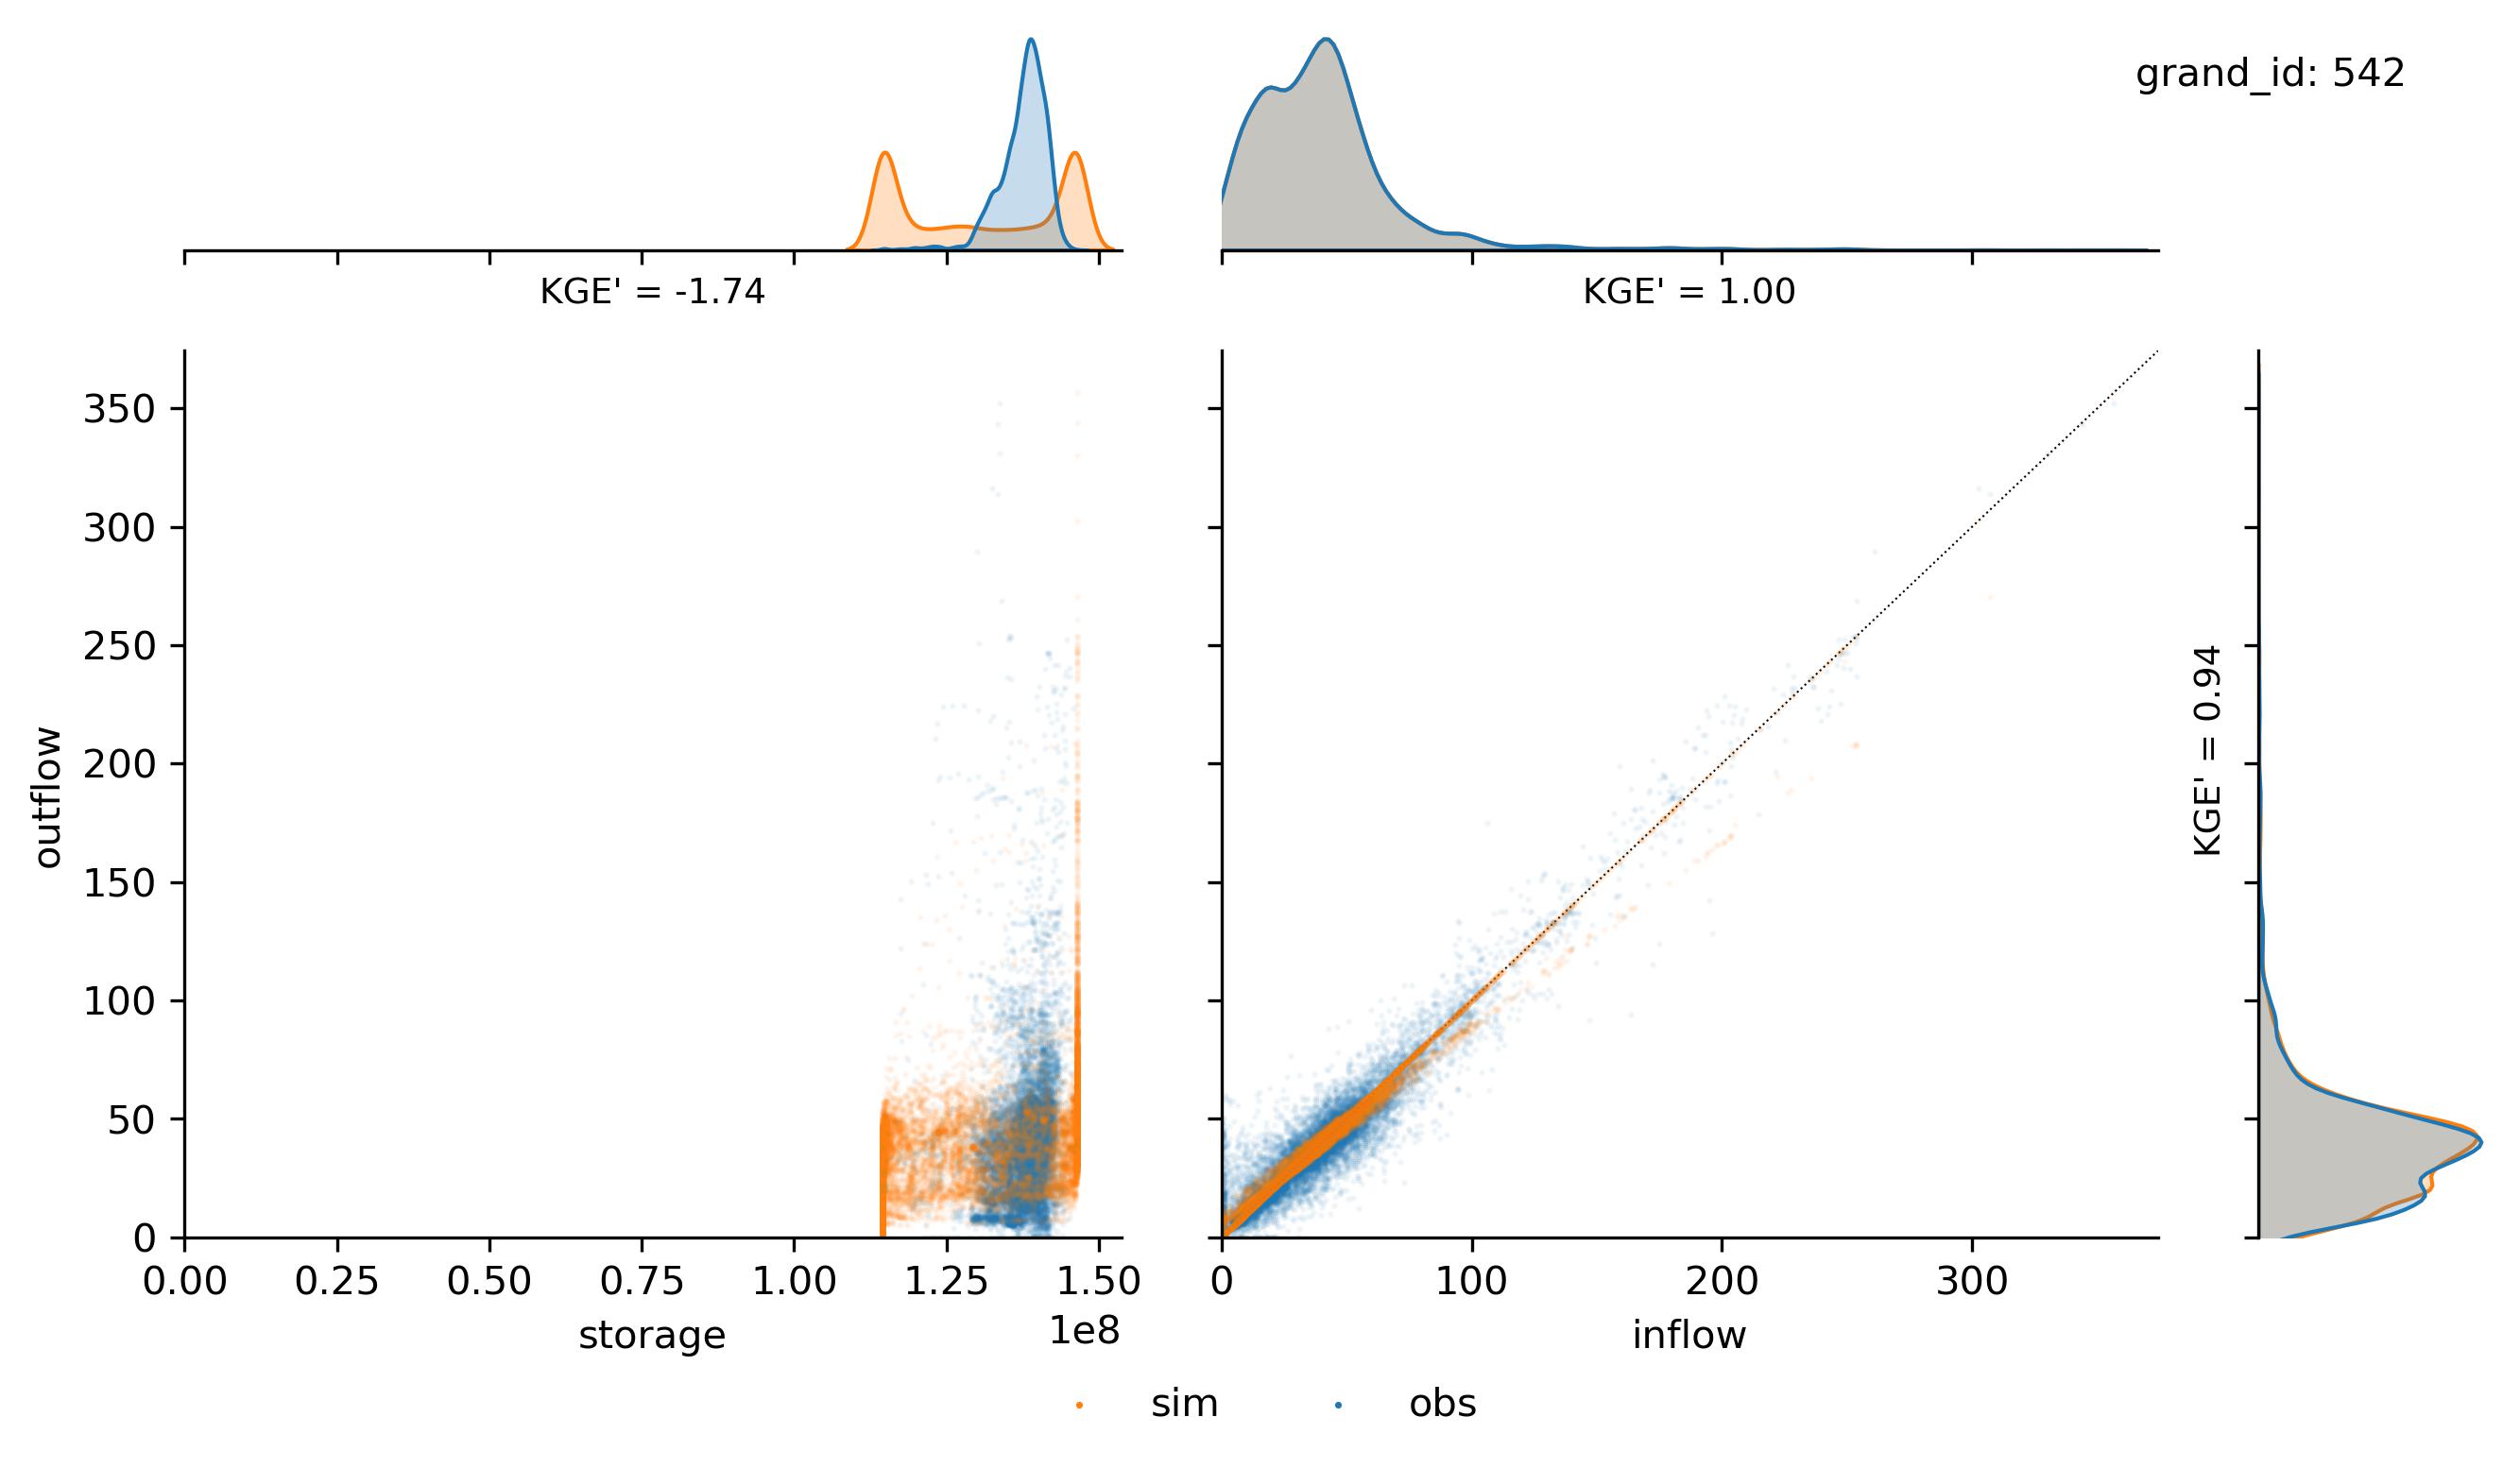 grand_id: 542
KGE' = -1.74
KGE' = 1.00
outflow
350
300
250
200
150
100
50
0
KGE' = 0.94
0.00 0.25 0.50 0.75 1.00 1.25 1.50
0 100 200 300
storage
1e8
inflow
sim obs